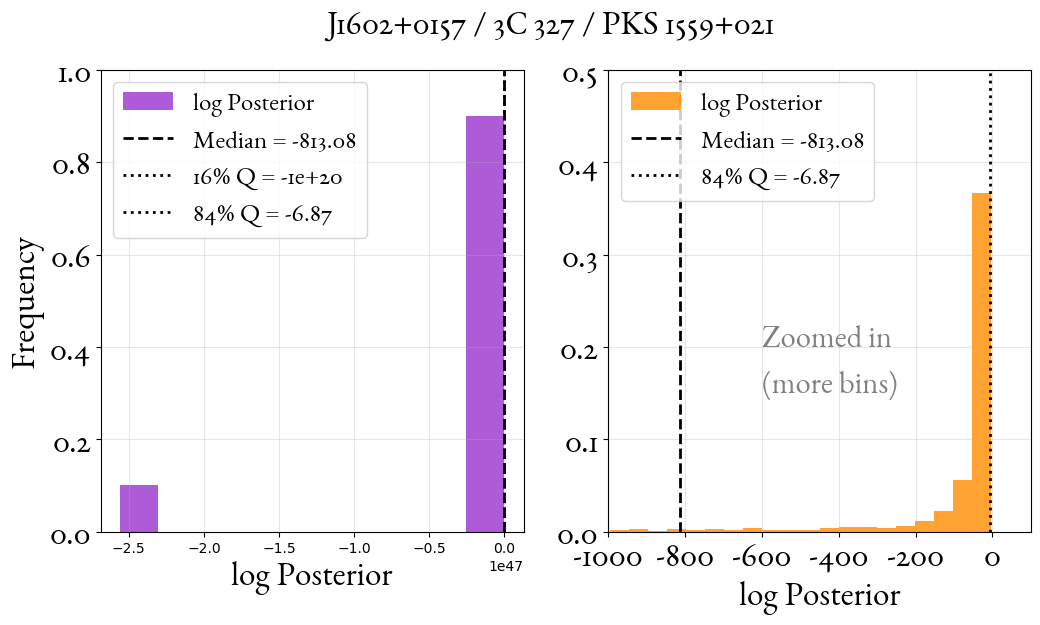 J1602+0157 / 3C 327 / PKS 1559+021
1.0
0.8
0.6
0.4
0.2
0.0
Frequency
log Posterior
Median = -813.08
16% Q = -1e+20
84% Q = -6.87
−2.5 −2.0 −1.5 −1.0 −0.5 0.0
1e47
log Posterior
0.5
0.4
0.3
0.2
0.1
0.0
log Posterior
Median = -813.08
84% Q = -6.87
Zoomed in
(more bins)
-1000 -800 -600 -400 -200 0
log Posterior